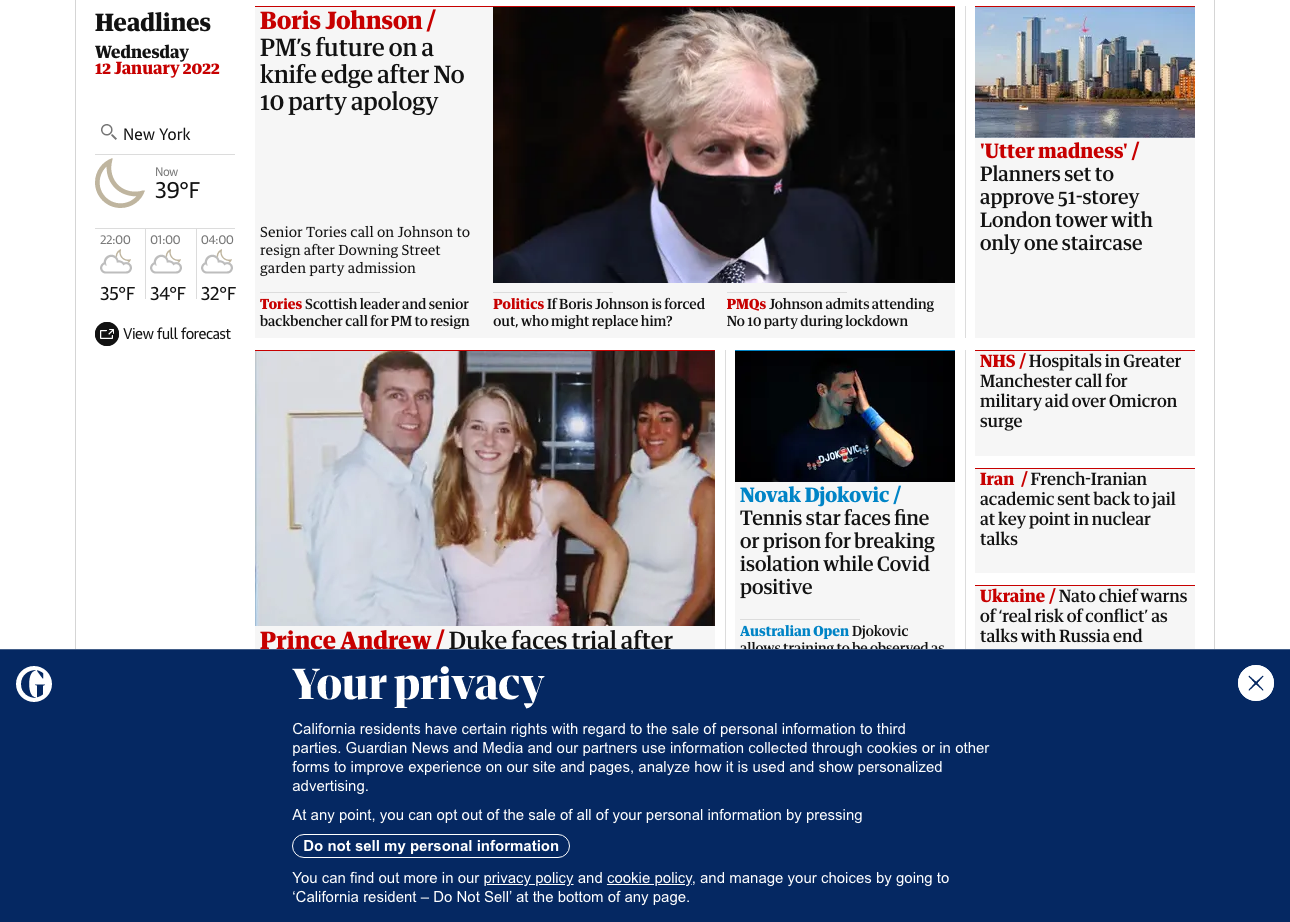 Headlines
Wednesday
12 January 2022
New York
Now
39°F
22:00
01:00
04:00
35°F
34°F
32°F
View full forecast
Boris Johnson /
PM's future on a
knife edge after No
10 party apology
Senior Tories call on Johnson to
resign after Downing Street
garden party admission
Tories Scottish leader and senior
backbencher call for PM to resign
Politics If Boris Johnson is forced
out, who might replace him?
PMQs Johnson admits attending
No 10 party during lockdown
'Utter madness' /
Planners set to
approve 51-storey
London tower with
only one staircase
Prince Andrew / Duke faces trial after
DJOKOVIC
Novak Djokovic /
Tennis star faces fine
or prison for breaking
isolation while Covid
positive
Australian Open Djokovic
allows training to be observed as
NHS / Hospitals in Greater
Manchester call for
military aid over Omicron
surge
Iran / French-Iranian
academic sent back to jail
at key point in nuclear
talks
Ukraine / Nato chief warns
of ‘real risk of conflict’ as
talks with Russia end
Your privacy
California residents have certain rights with regard to the sale of personal information to third
parties. Guardian News and Media and our partners use information collected through cookies or in other
forms to improve experience on our site and pages, analyze how it is used and show personalized
advertising.
At any point, you can opt out of the sale of all of your personal information by pressing
Do not sell my personal information
You can find out more in our privacy policy and cookie policy, and manage your choices by going to
‘California resident – Do Not Sell’ at the bottom of any page.